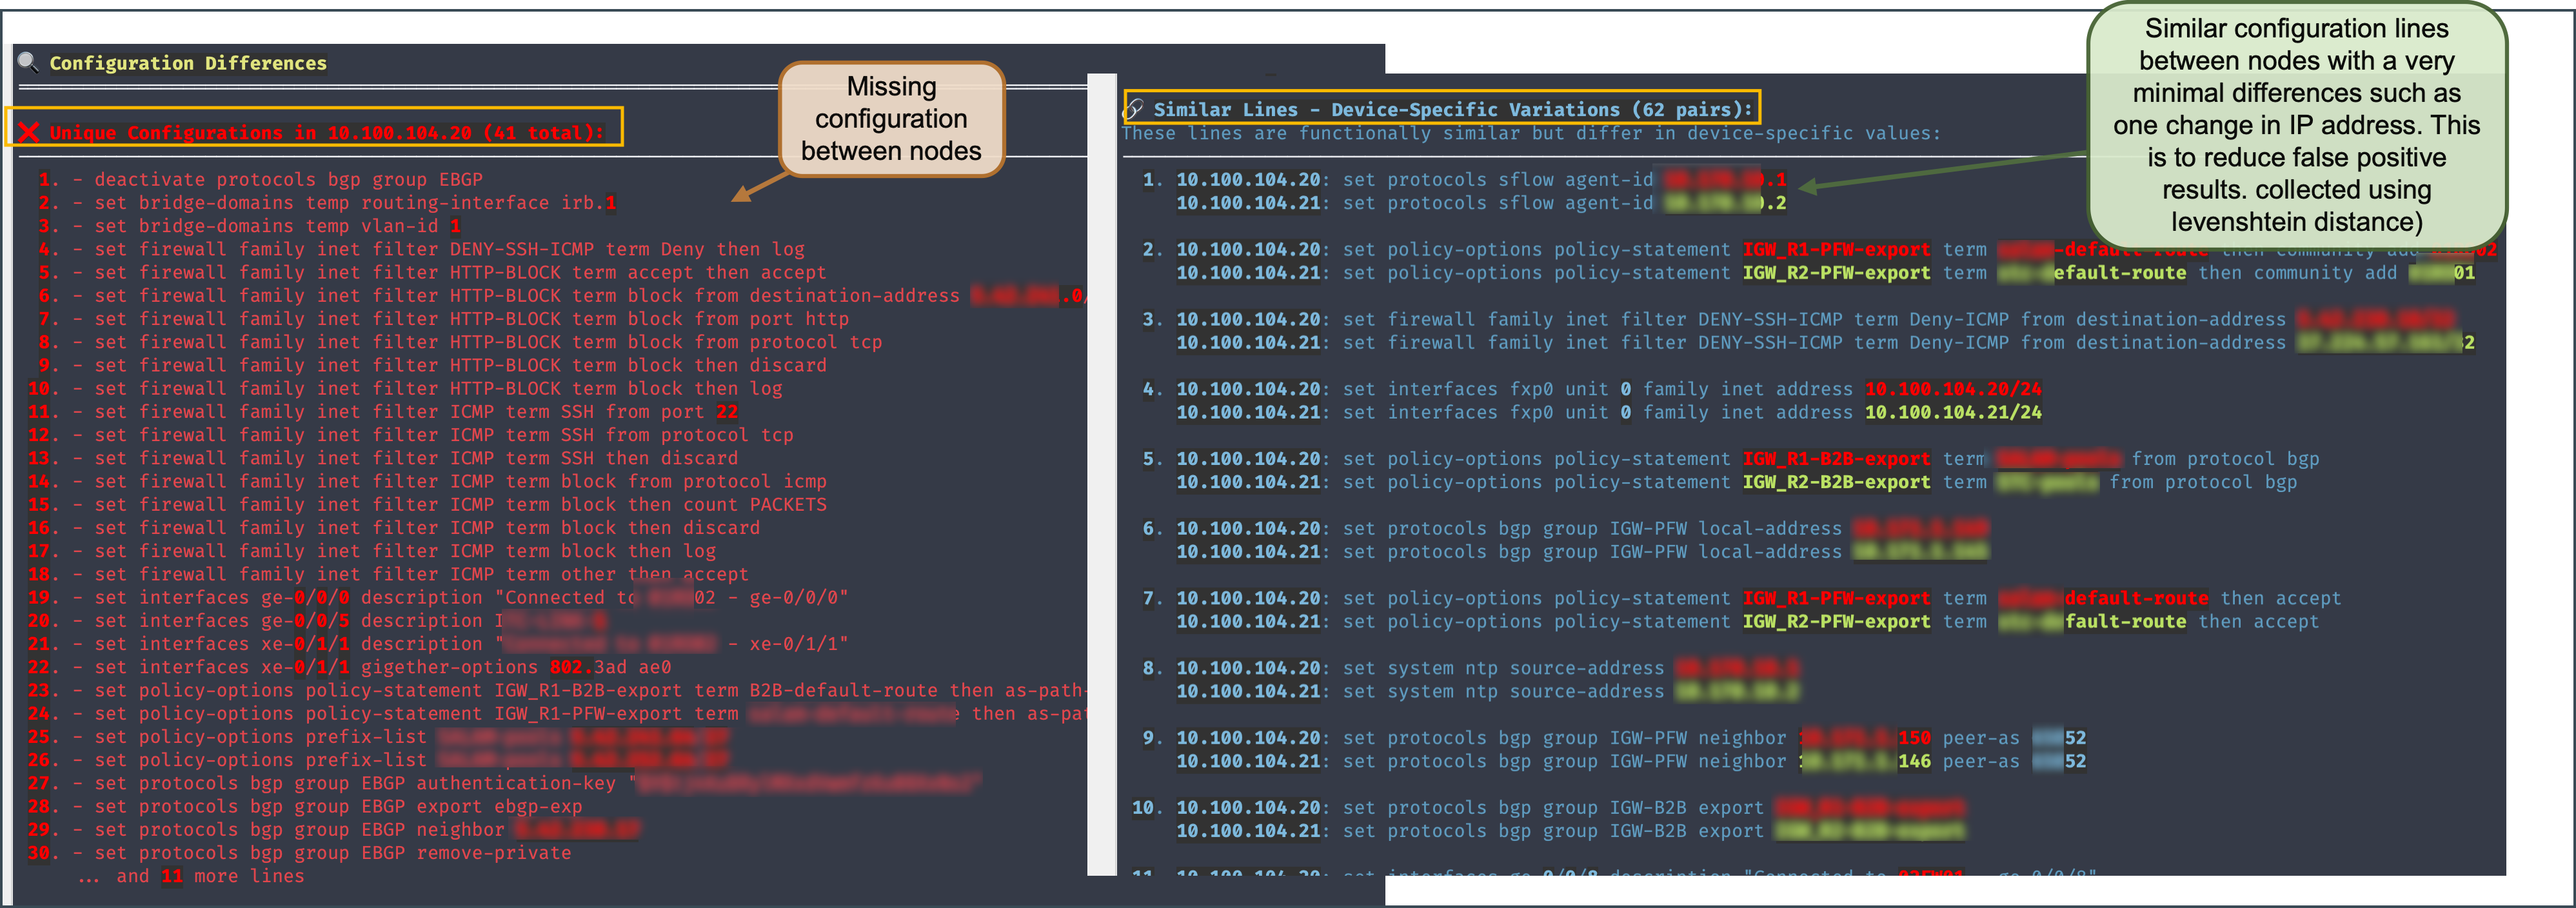 Configuration Differences
Unique Configurations in 10.100.104.20 (41 total):
1. - deactivate protocols bgp group EBGP
2. - set bridge-domains temp routing-interface irb.1
3. - set bridge-domains temp vlan-id 1
4. - set firewall family inet filter DENY-SSH-ICMP term Deny then log
5. - set firewall family inet filter HTTP-BLOCK term accept then accept
6. - set firewall family inet filter HTTP-BLOCK term block from destination-address .0/
7. - set firewall family inet filter HTTP-BLOCK term block from port http
8. - set firewall family inet filter HTTP-BLOCK term block from protocol tcp
9. - set firewall family inet filter HTTP-BLOCK term block then discard
10. - set firewall family inet filter HTTP-BLOCK term block then log
11. - set firewall family inet filter ICMP term SSH from port 22
12. - set firewall family inet filter ICMP term SSH from protocol tcp
13. - set firewall family inet filter ICMP term SSH then discard
14. - set firewall family inet filter ICMP term block from protocol icmp
15. - set firewall family inet filter ICMP term block then count PACKETS
16. - set firewall family inet filter ICMP term block then discard
17. - set firewall family inet filter ICMP term block then log
18. - set firewall family inet filter ICMP term other then accept
19. - set interfaces ge-0/0/0 description "Connected to 02 - ge-0/0/0"
20. - set interfaces ge-0/0/5 description
21. - set interfaces xe-0/1/1 description " - xe-0/1/1"
22. - set interfaces xe-0/1/1 gigether-options 802.3ad ae0
23. - set policy-options policy-statement IGW_R1-B2B-export term B2B-default-route then as-path-
24. - set policy-options policy-statement IGW_R1-PFW-export term then as-pat
25. - set policy-options prefix-list
26. - set policy-options prefix-list
27. - set protocols bgp group EBGP authentication-key "
28. - set protocols bgp group EBGP export ebgp-exp
29. - set protocols bgp group EBGP neighbor
30. - set protocols bgp group EBGP remove-private
... and 11 more lines
Missing
configuration
between nodes
Similar Lines - Device-Specific Variations (62 pairs):
These lines are functionally similar but differ in device-specific values:
1. 10.100.104.20: set protocols sflow agent-id .1
10.100.104.21: set protocols sflow agent-id .2
2. 10.100.104.20: set policy-options policy-statement IGW_R1-PFW-export term -default-route then community add 02
10.100.104.21: set policy-options policy-statement IGW_R2-PFW-export term efault-route then community add 01
3. 10.100.104.20: set firewall family inet filter DENY-SSH-ICMP term Deny-ICMP from destination-address
10.100.104.21: set firewall family inet filter DENY-SSH-ICMP term Deny-ICMP from destination-address 2
4. 10.100.104.20: set interfaces fxp0 unit 0 family inet address 10.100.104.20/24
10.100.104.21: set interfaces fxp0 unit 0 family inet address 10.100.104.21/24
5. 10.100.104.20: set policy-options policy-statement IGW_R1-B2B-export term from protocol bgp
10.100.104.21: set policy-options policy-statement IGW_R2-B2B-export term from protocol bgp
6. 10.100.104.20: set protocols bgp group IGW-PFW local-address
10.100.104.21: set protocols bgp group IGW-PFW local-address
7. 10.100.104.20: set policy-options policy-statement IGW_R1-PFW-export term default-route then accept
10.100.104.21: set policy-options policy-statement IGW_R2-PFW-export term fault-route then accept
8. 10.100.104.20: set system ntp source-address
10.100.104.21: set system ntp source-address
9. 10.100.104.20: set protocols bgp group IGW-PFW neighbor 150 peer-as 52
10.100.104.21: set protocols bgp group IGW-PFW neighbor 1 146 peer-as 52
10. 10.100.104.20: set protocols bgp group IGW-B2B export
10.100.104.21: set protocols bgp group IGW-B2B export
Similar configuration lines
between nodes with a very
minimal differences such as
one change in IP address. This
is to reduce false positive
results. collected using
levenshtein distance)